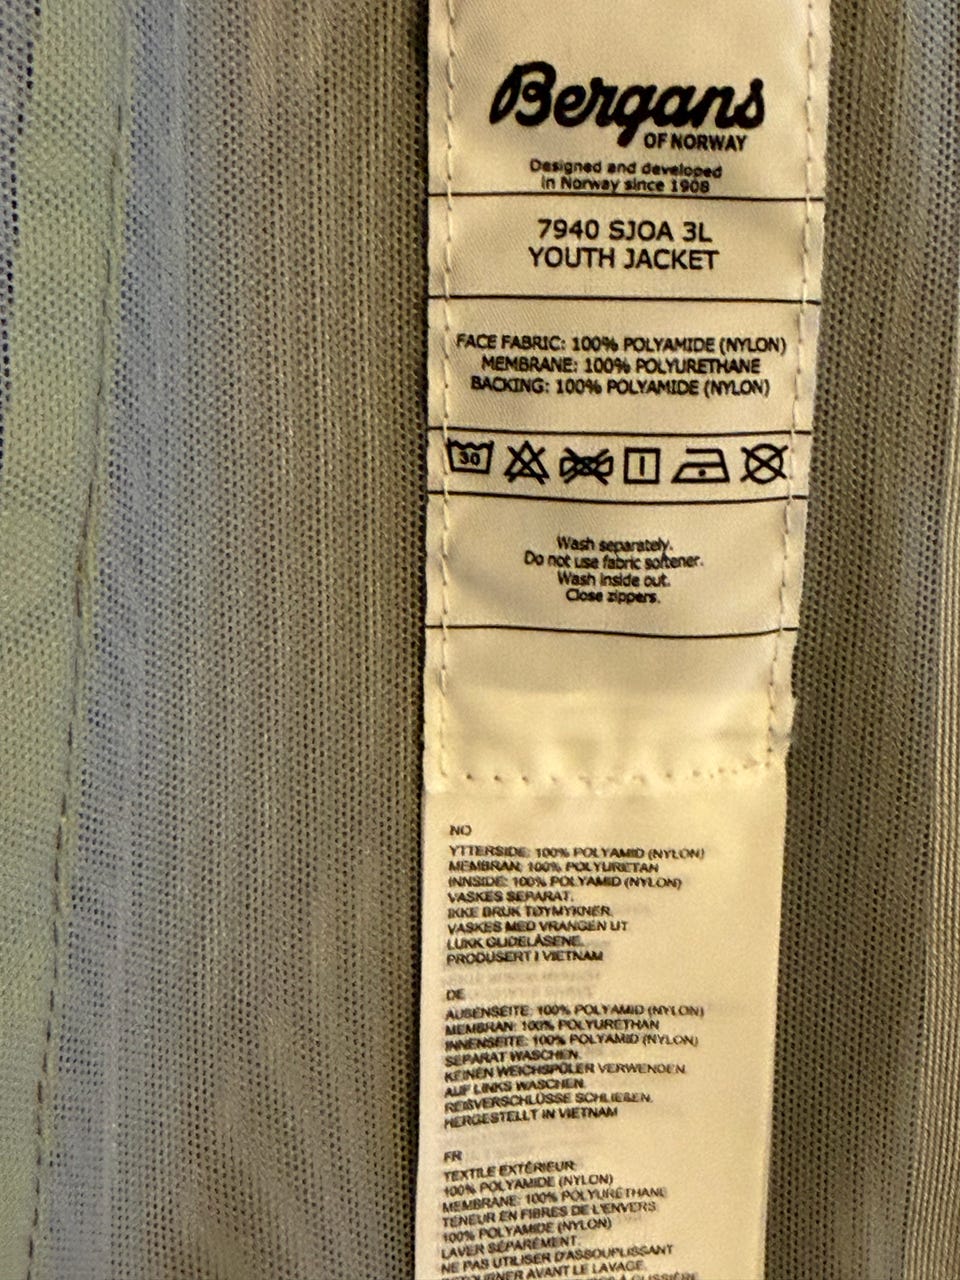 Bergans
OF NORWAY
Designed and developed
in Norway since 1908
7940 SJOA 3L
YOUTH JACKET
FACE FABRIC: 100% POLYAMIDE (NYLON)
MEMBRANE: 100% POLYURETHANE
BACKING: 100% POLYAMIDE (NYLON)
30
Wash separately.
Do not use fabric softener.
Wash inside out.
Close zippers.
NO
YTTERSIDE: 100% POLYAMID (NYLON)
MEMBRAN: 100% POLYURETAN
INNSIDE: 100% POLYAMID (NYLON)
VASKES SEPARAT.
IKKE BRUK TØYMYKNER.
VASKES MED VRANGEN UT
LUKK GLIDELÅSENE.
PRODUSERT I VIETNAM
DE
AUßENSEITE: 100% POLYAMID (NYLON)
MEMBRAN: 100% POLYURETHAN
INNENSEITE: 100% POLYAMID (NYLON)
SEPARAT WASCHEN.
KEINEN WEICHSPÜLER VERWENDEN.
AUF LINKS WASCHEN.
REIßVERSCHLÜSSE SCHLIEßEN.
HERGESTELLT IN VIETNAM
FR
TEXTILE EXTÉRIEUR:
100% POLYAMIDE (NYLON)
MEMBRANE: 100% POLYURÉTHANE
TENEUR EN FIBRES DE L'ENVERS
100% POLYAMIDE (NYLON)
LAVER SÉPARÉMENT.
NE PAS UTILISER D'ASSOUPLISSANT
RETOURNER AVANT LE LAVAGE.
À GLISSIÈRE